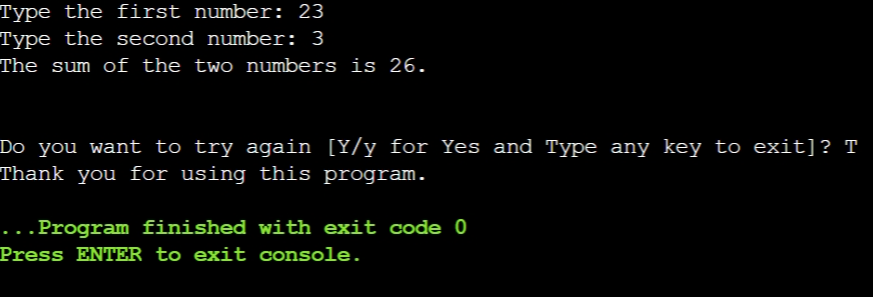 Type the first number: 23
Type the second number: 3
The sum of the two numbers is 26.
Do you want to try again [Y/y for Yes and Type any key to exit]? T
Thank you for using this program.
...Program finished with exit code 0
Press ENTER to exit console.